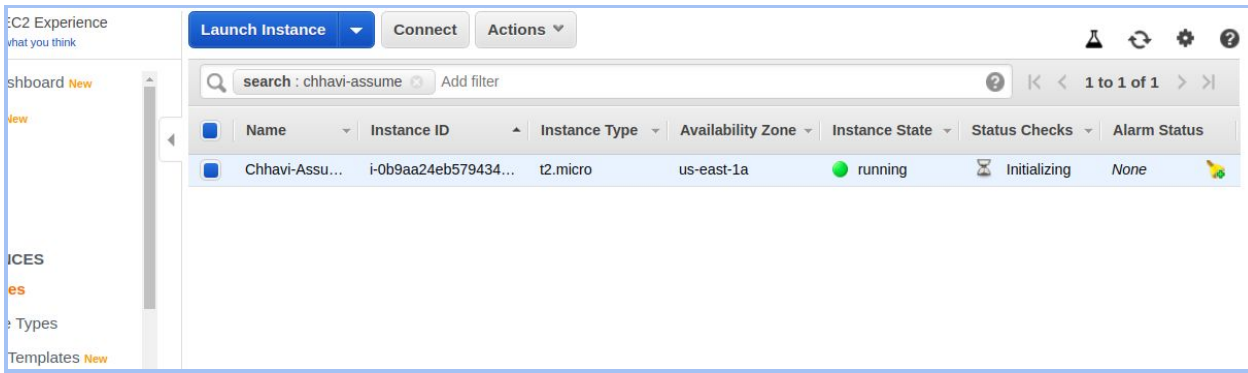 EC2 Experience
what you think
Launch Instance Connect Actions
shboard New
New
search : chhavi-assume Add filter
1 to 1 of 1
Name Instance ID Instance Type Availability Zone Instance State Status Checks Alarm Status
Chhavi-Assu... i-0b9aa24eb579434... t2.micro us-east-1a running Initializing None
NCES
es
Types
Templates New